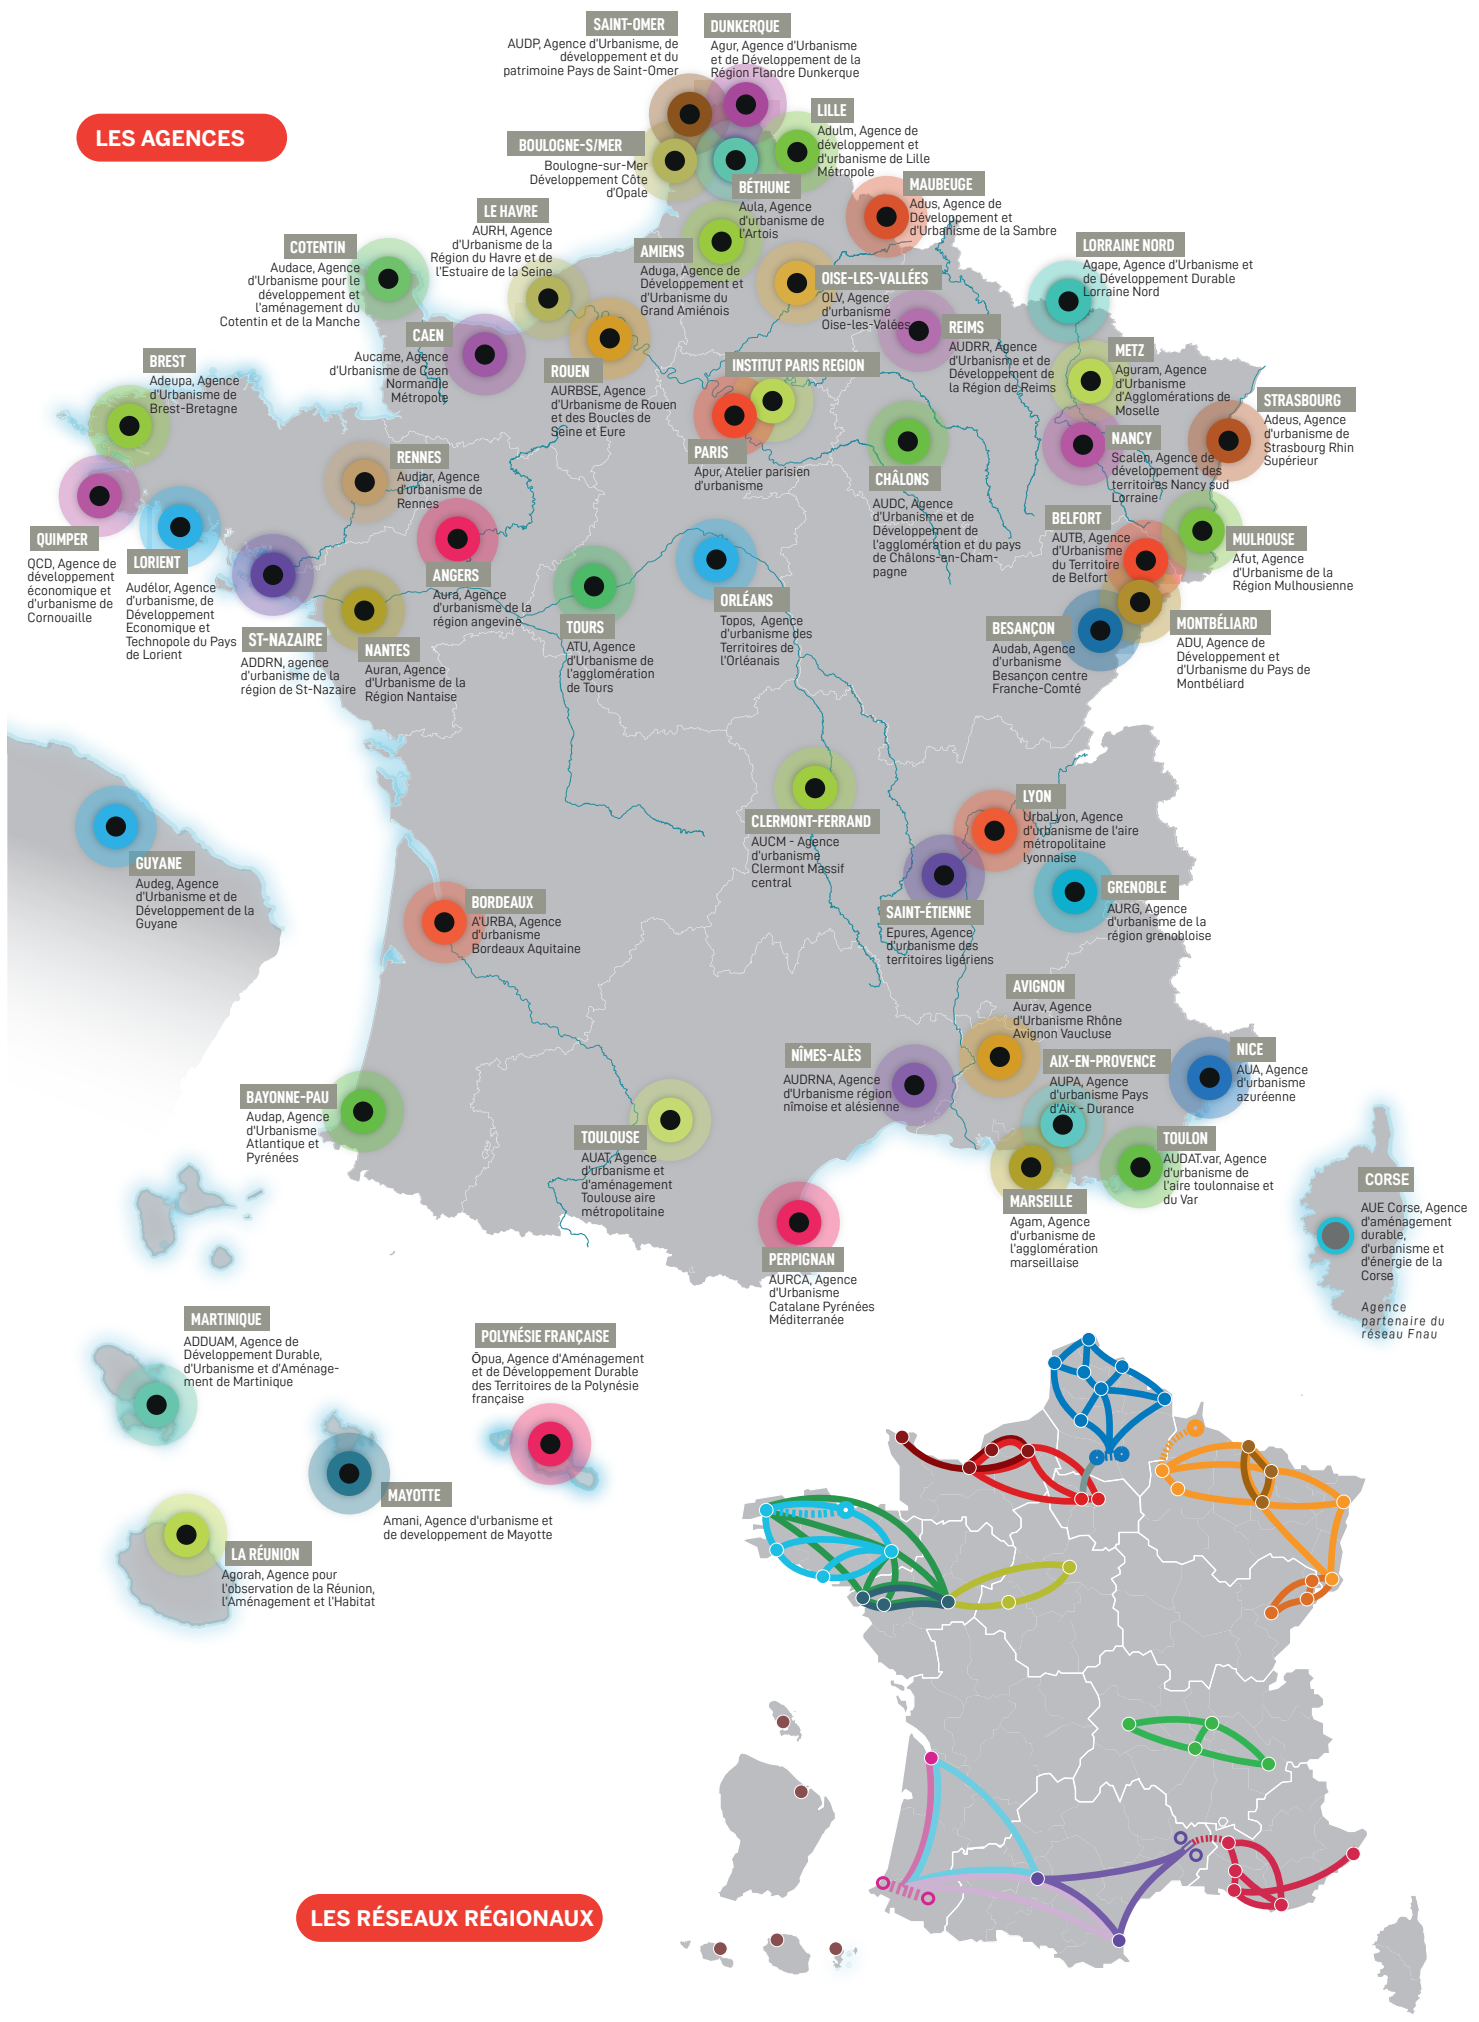 SAINT-OMER
AUDP, Agence d'Urbanisme, de
développement et du
patrimoine Pays de Saint-Omer
DUNKERQUE
Agur, Agence d'Urbanisme
et de Développement de la
Région Flandre Dunkerque
LES AGENCES
LILLE
Adulm, Agence de
développement et
d'urbanisme de Lille
Métropole
BOULOGNE-S/MER
Boulogne-sur-Mer
Développement Côte
d'Opale
BÉTHUNE
Aula, Agence
d'urbanisme de
l'Artois
MAUBEUGE
Adus, Agence de
Développement et
d'Urbanisme de la Sambre
LE HAVRE
AURH, Agence
d'Urbanisme de la
Région du Havre et de
l'Estuaire de la Seine
COTENTIN
Audace, Agence
d'Urbanisme pour le
développement et
l'aménagement du
Cotentin et de la Manche
AMIENS
Aduga, Agence de
Développement et
d'Urbanisme du
Grand Amiénois
OISE-LES-VALLÉES
OLV, Agence
d'urbanisme
Oise-les-Valées
LORRAINE NORD
Agape, Agence d'Urbanisme et
de Développement Durable
Lorraine Nord
CAEN
Aucame, Agence
d'Urbanisme de Caen
Normandie
Métropole
REIMS
AUDRR, Agence
d'Urbanisme et de
Développement de
la Région de Reims
METZ
Aguram, Agence
d'Urbanisme
d'Agglomérations de
Moselle
BREST
Adeupa, Agence
d'Urbanisme de
Brest-Bretagne
ROUEN
AURBSE, Agence
d'Urbanisme de Rouen
et des Boucles de
Seine et Eure
INSTITUT PARIS REGION
STRASBOURG
Adeus, Agence
d'urbanisme de
Strasbourg Rhin
Supérieur
PARIS
Apur, Atelier parisien
d'urbanisme
NANCY
Scalen, Agence de
développement des
territoires Nancy sud
Lorraine
RENNES
Audiar, Agence
d'urbanisme de
Rennes
CHÂLONS
AUDC, Agence
d'Urbanisme et de
Développement de
l'agglomération et du pays
de Châlons-en-Cham-
pagne
BELFORT
AUTB, Agence
d'Urbanisme
du Territoire
de Belfort
QUIMPER
QCD, Agence de
développement
économique et
d'urbanisme de
Cornouaille
LORIENT
Audélor, Agence
d'urbanisme, de
Développement
Economique et
Technopole du Pays
de Lorient
MULHOUSE
Afut, Agence
d'Urbanisme de la
Région Mulhousienne
ANGERS
Aura, Agence
d'urbanisme de la
région angevine
ORLÉANS
Topos, Agence
d'urbanisme des
Territoires de
l'Orléanais
TOURS
ATU, Agence
d'Urbanisme de
l'agglomération
de Tours
BESANÇON
Audab, Agence
d'urbanisme
Besançon centre
Franche-Comté
MONTBÉLIARD
ADU, Agence de
Développement et
d'Urbanisme du Pays de
Montbéliard
ST-NAZAIRE
ADDRN, agence
d'urbanisme de la
région de St-Nazaire
NANTES
Auran, Agence
d'Urbanisme de la
Région Nantaise
LYON
UrbaLyon, Agence
d'urbanisme de l'aire
métropolitaine
lyonnaise
CLERMONT-FERRAND
AUCM - Agence
d'urbanisme
Clermont Massif
central
GUYANE
Audeg, Agence
d'Urbanisme et de
Développement de la
Guyane
GRENOBLE
AURG, Agence
d'urbanisme de la
région grenobloise
BORDEAUX
A'URBA, Agence
d'urbanisme
Bordeaux Aquitaine
SAINT-ÉTIENNE
Epures, Agence
d'urbanisme des
territoires ligériens
AVIGNON
Aurav, Agence
d'Urbanisme Rhône
Avignon Vaucluse
NÎMES-ALÈS
AUDRNA, Agence
d'Urbanisme région
nîmoise et alésienne
AIX-EN-PROVENCE
AUPA, Agence
d'urbanisme Pays
d'Aix - Durance
NICE
AUA, Agence
d'urbanisme
azuréenne
BAYONNE-PAU
Audap, Agence
d'Urbanisme
Atlantique et
Pyrénées
TOULOUSE
AUAT, Agence
d'urbanisme et
d'aménagement
Toulouse aire
métropolitaine
TOULON
AUDAT.var, Agence
d'urbanisme de
l'aire toulonnaise et
du Var
MARSEILLE
Agam, Agence
d'urbanisme de
l'agglomération
marseillaise
CORSE
AUE Corse, Agence
d'aménagement
durable,
d'urbanisme et
d'énergie de la
Corse
Agence
partenaire du
réseau Fnau
PERPIGNAN
AURCA, Agence
d'Urbanisme
Catalane Pyrénées
Méditerranée
MARTINIQUE
ADDUAM, Agence de
Développement Durable,
d'Urbanisme et d'Aménage-
ment de Martinique
POLYNÉSIE FRANÇAISE
Ōpua, Agence d'Aménagement
et de Développement Durable
des Territoires de la Polynésie
française
MAYOTTE
Amani, Agence d'urbanisme et
de developpement de Mayotte
LA RÉUNION
Agorah, Agence pour
l'observation de la Réunion,
l'Aménagement et l'Habitat
LES RÉSEAUX RÉGIONAUX